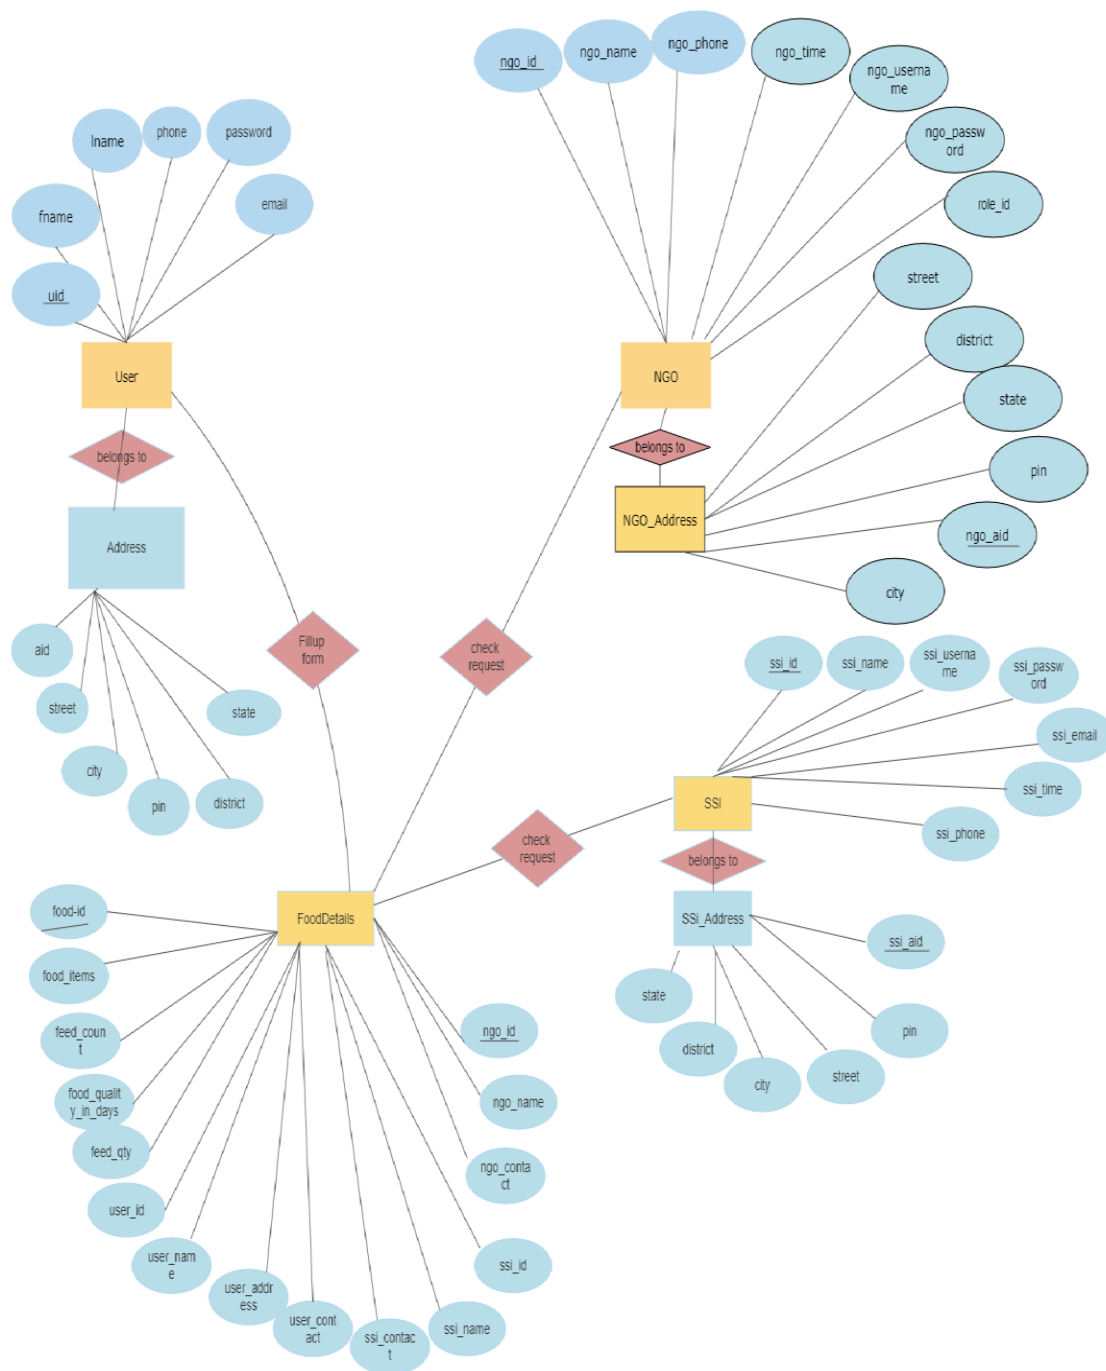 ngo_id
ngo_name
ngo_phone
ngo_time
ngo_userna
me
ngo_passw
ord
role_id
lname
phone
password
fname
email
uid
User
NGO
street
district
state
pin
ngo_aid
city
belongs to
NGO_Address
belongs to
Address
aid
street
city
pin
district
state
Fillup
form
check
request
ssi_id
ssi_name
ssi_userna
me
ssi_passw
ord
ssi_email
ssi_time
ssi_phone
SSI
check
request
belongs to
SSi_Address
ssi_aid
pin
street
city
district
state
FoodDetails
food-id
food_items
feed_coun
t
food_qualit
y_in_days
feed_qty
user_id
user_nam
e
user_addr
ess
user_cont
act
ssi_contac
t
ssi_name
ssi_id
ngo_conta
ct
ngo_name
ngo_id